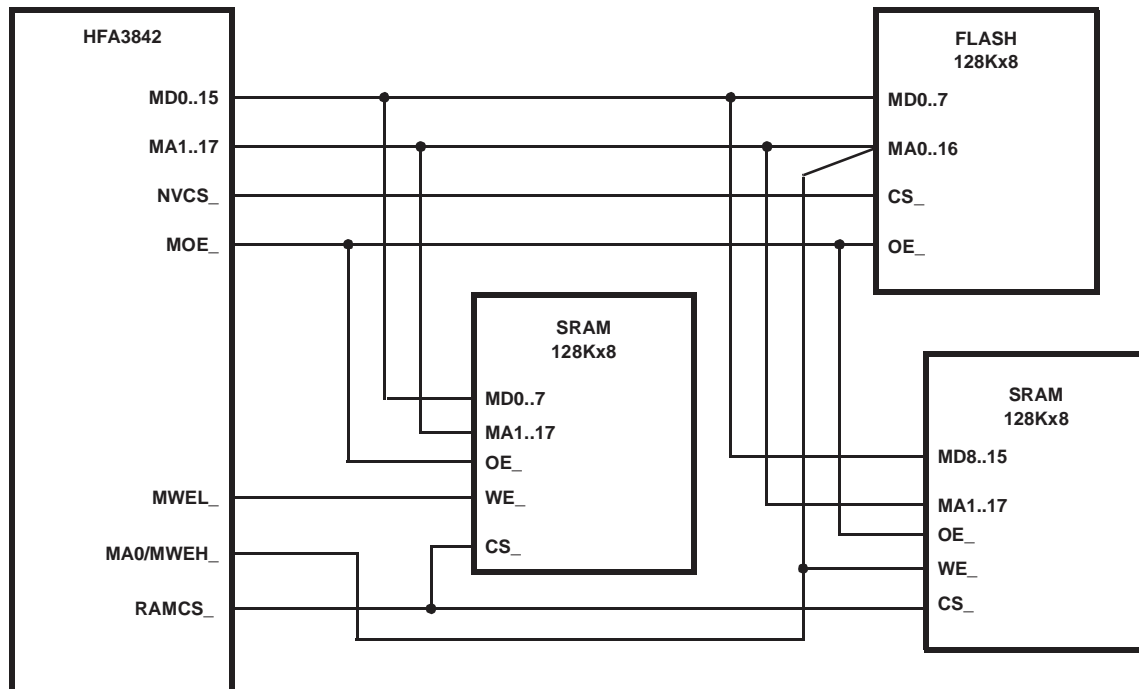 HFA3842
MD0..15
MA1..17
NVCS_
MOE_
MWEL_
MA0/MWEH_
RAMCS_
FLASH
128Kx8
MD0..7
MA0..16
CS_
OE_
SRAM
128Kx8
MD0..7
MA1..17
OE_
WE_
CS_
SRAM
128Kx8
MD8..15
MA1..17
OE_
WE_
CS_